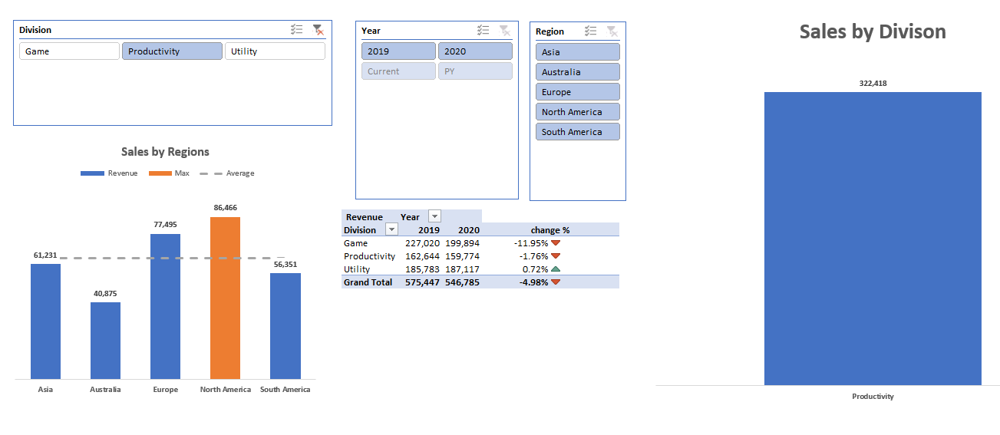 Division
Game Productivity Utility
Year
2019 2020
Current PY
Region
Asia
Australia
Europe
North America
South America
Sales by Divison
322,418
Productivity
Sales by Regions
Revenue Max Average
86,466
77,495
61,231
56,351
40,875
Asia Australia Europe North America South America
Revenue Year
Division 2019 2020 change %
Game 227,020 199,894 -11.95%
Productivity 162,644 159,774 -1.76%
Utility 185,783 187,117 0.72%
Grand Total 575,447 546,785 -4.98%